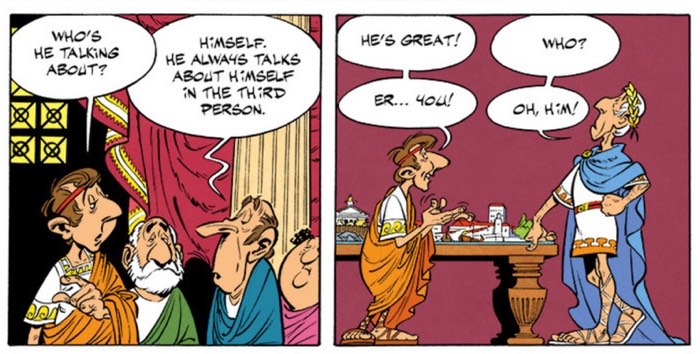 WHO'S
HE TALKING
ABOUT?
HIMSELF.
HE ALWAYS TALKS
ABOUT HIMSELF
IN THE THIRD
PERSON.
HE'S GREAT!
ER... YOU!
WHO?
OH, HIM!